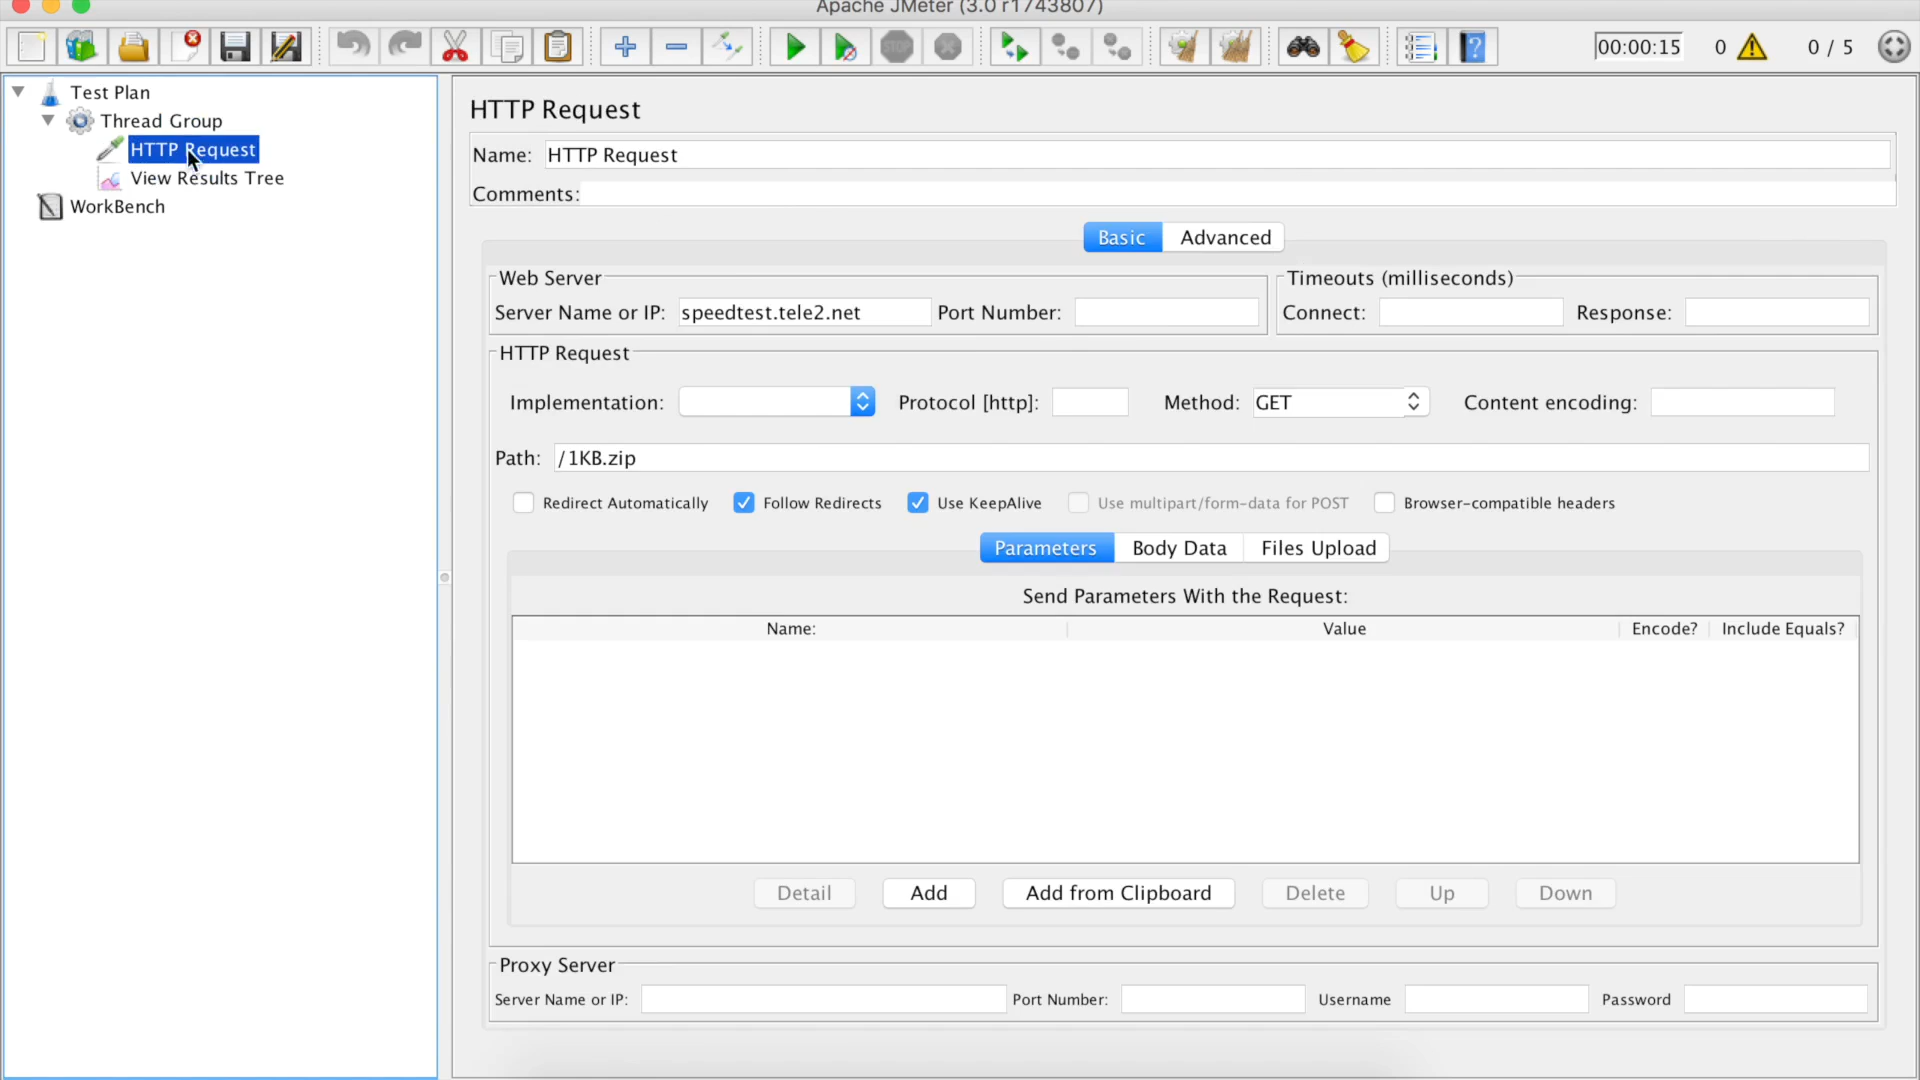 Apache JMeter (3.0 r1743807)
STOP
00:00:15 0 0 / 5
Test Plan
Thread Group
HTTP Request
View Results Tree
WorkBench
HTTP Request
Name: HTTP Request
Comments:
Basic Advanced
Web Server
Server Name or IP: speedtest.tele2.net Port Number:
Timeouts (milliseconds)
Connect: Response:
HTTP Request
Implementation: Protocol [http]: Method: GET Content encoding:
Path: /1KB.zip
Redirect Automatically Follow Redirects Use KeepAlive Use multipart/form-data for POST Browser-compatible headers
Parameters Body Data Files Upload
Send Parameters With the Request:
Name: Value Encode? Include Equals?
Detail Add Add from Clipboard Delete Up Down
Proxy Server
Server Name or IP: Port Number: Username Password